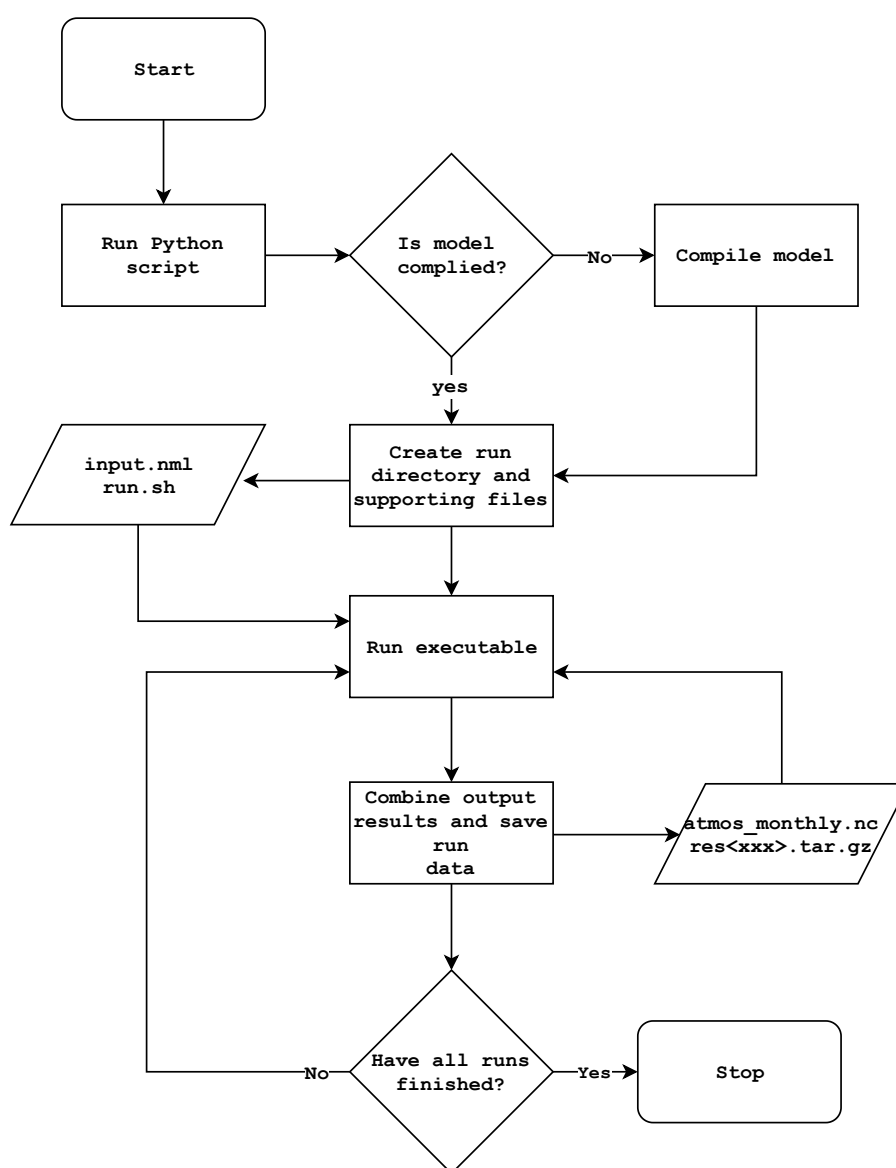 Start
Run Python
script
Is model
complied?
No
Compile model
yes
input.nml
run.sh
Create run
directory and
supporting files
Run executable
Combine output
results and save
run
data
atmos_monthly.nc
res<xxx>.tar.gz
Have all runs
finished?
No
Yes
Stop